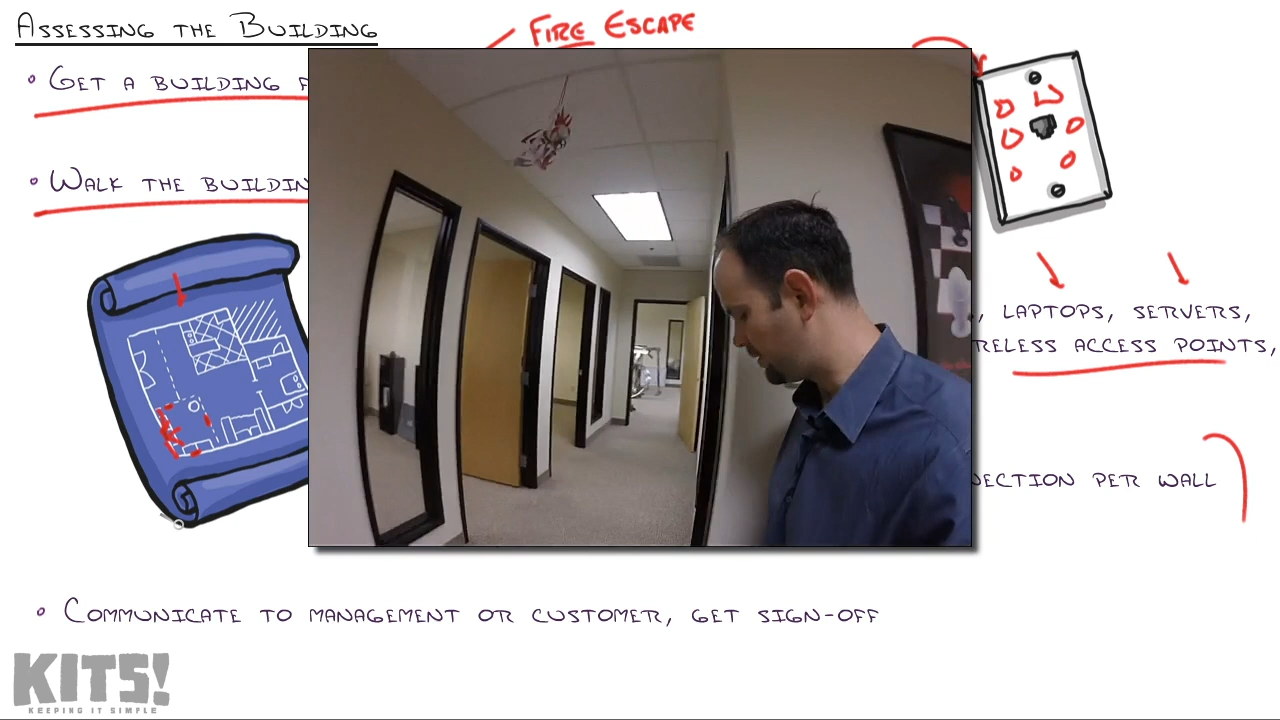 Assessing the Building
Fire Escape
• Get a building
• Walk the buildin
, laptops, servers,
reless access points,
ection per wall
• Communicate to management or customer, get sign-off
KITS!
KEEPING IT SIMPLE